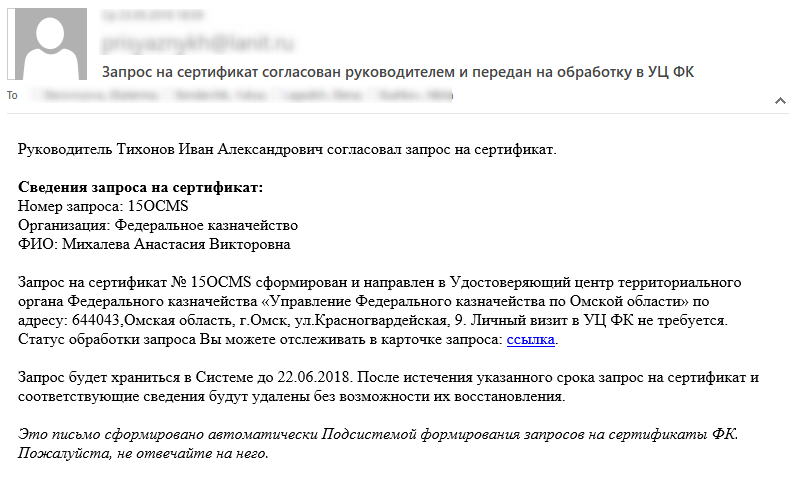 Запрос на сертификат согласован руководителем и передан на обработку в УЦ ФК
To
Руководитель Тихонов Иван Александрович согласовал запрос на сертификат.
Сведения запроса на сертификат:
Номер запроса: 15OCMS
Организация: Федеральное казначейство
ФИО: Михалева Анастасия Викторовна
Запрос на сертификат № 15OCMS сформирован и направлен в Удостоверяющий центр территориального
органа Федерального казначейства «Управление Федерального казначейства по Омской области» по
адресу: 644043,Омская область, г.Омск, ул.Красногвардейская, 9. Личный визит в УЦ ФК не требуется.
Статус обработки запроса Вы можете отслеживать в карточке запроса: ссылка.
Запрос будет храниться в Системе до 22.06.2018. После истечения указанного срока запрос на сертификат и
соответствующие сведения будут удалены без возможности их восстановления.
Это письмо сформировано автоматически Подсистемой формирования запросов на сертификаты ФК.
Пожалуйста, не отвечайте на него.